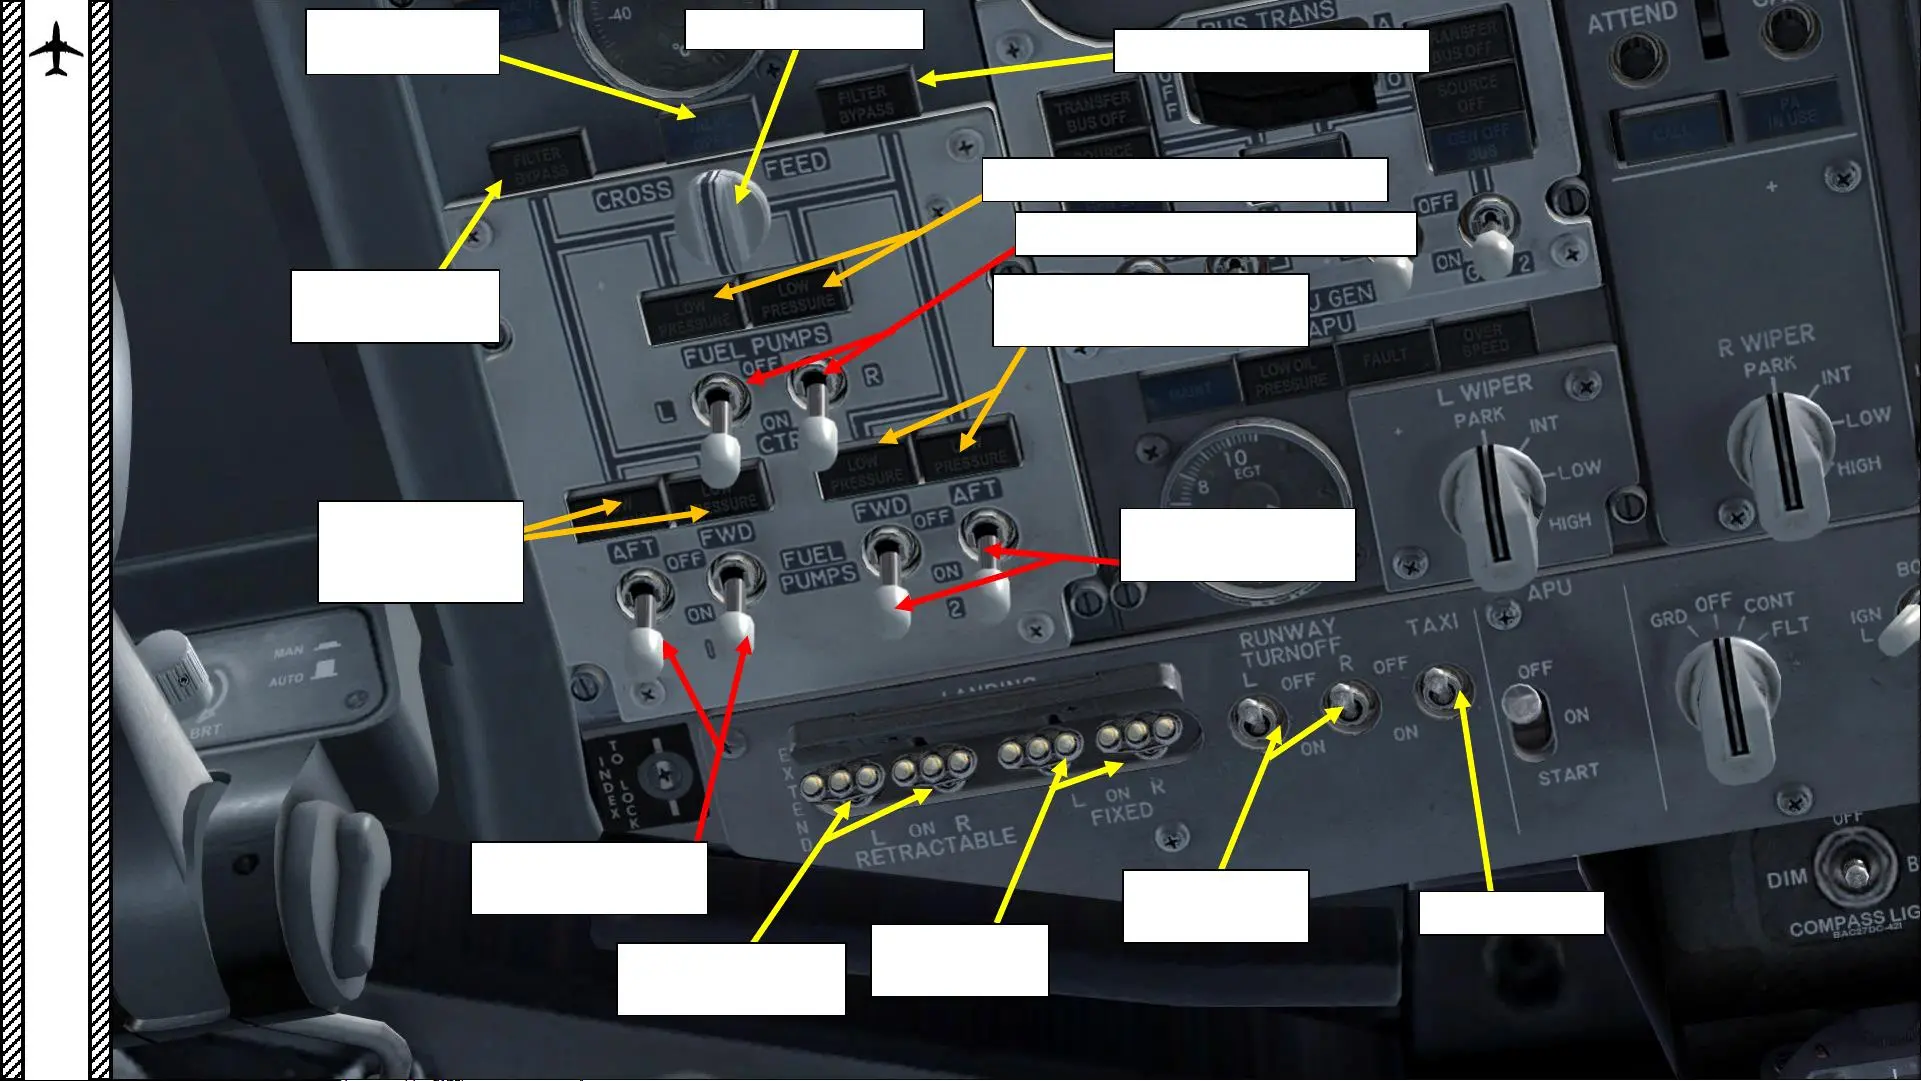 -40
°C
BUS TRANS
A
ATTEND
TRANSFER
BUS OFF
FILTER
BYPASS
TRANSFER
BUS OFF
SOURCE
OFF
GEN OFF
BUS
CALL
PA
IN USE
FILTER
BYPASS
CROSS
FEED
SOURCE
OFF
ON
2
LOW
PRESSURE
LOW
PRESSURE
GEN
APU
FUEL PUMPS
OFF
L
R
ON
CTR
MAINT
LOW OIL
PRESSURE
FAULT
OVER
SPEED
L WIPER
PARK
INT
LOW
HIGH
R WIPER
PARK
INT
LOW
HIGH
10
8
EGT
LOW
PRESSURE
PRESSURE
FWD
OFF
AFT
LOW
AFT
OFF
FWD
FUEL
PUMPS
ON
2
ON
1
MAN
AUTO
BRT
LANDING
RUNWAY
TURNOFF
L
OFF
R
OFF
TAXI
ON
ON
APU
OFF
ON
START
GRD
OFF
CONT
FLT
IGN
L
TO
LOCK
INDEX
EXTEND
L
ON
R
RETRACTABLE
L
ON
R
FIXED
OFF
DIM
COMPASS LIG